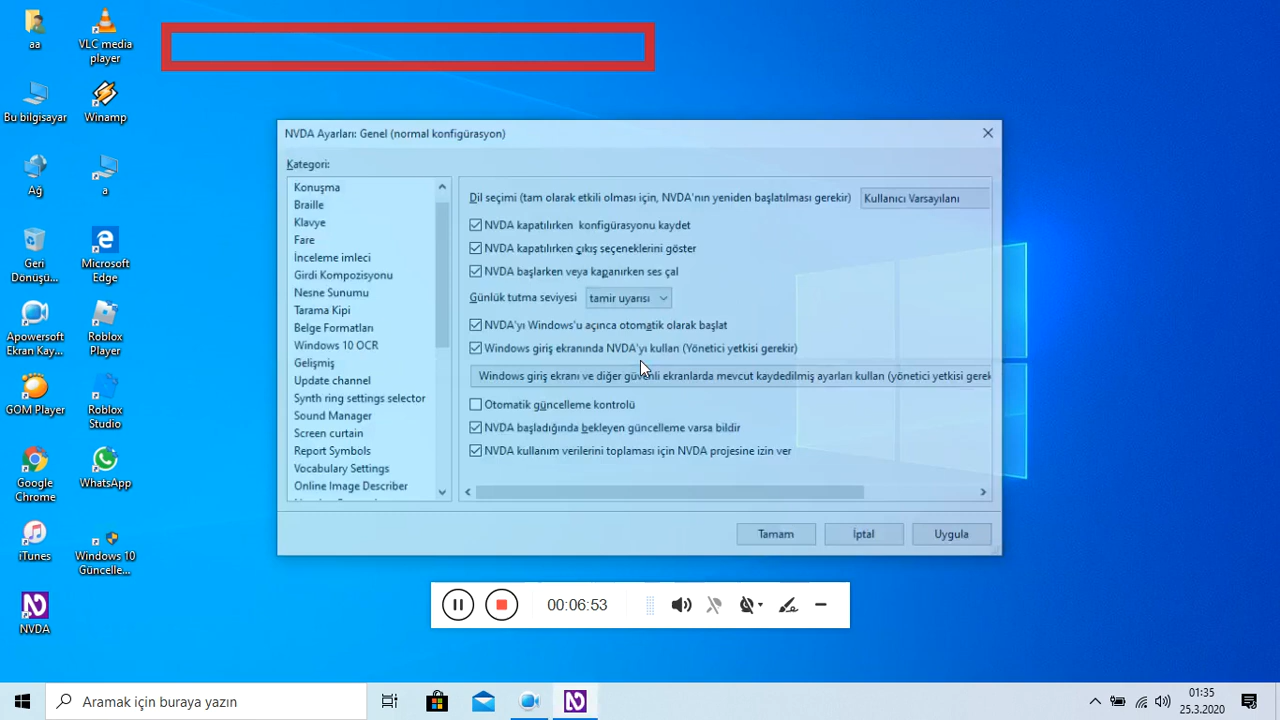 aa
VLC media
player
Bu bilgisayar
Winamp
Ağ
a
Geri
Dönüşü...
Microsoft
Edge
Apowersoft
Ekran Kay...
Roblox
Player
GOM Player
Roblox
Studio
Google
Chrome
WhatsApp
iTunes
Windows 10
Güncelle...
NVDA
NVDA Ayarları: Genel (normal konfigürasyon)
Kategori:
Konuşma
Braille
Klavye
Fare
İnceleme imleci
Girdi Kompozisyonu
Nesne Sunumu
Tarama Kipi
Belge Formatları
Windows 10 OCR
Gelişmiş
Update channel
Synth ring settings selector
Sound Manager
Screen curtain
Report Symbols
Vocabulary Settings
Online Image Describer
Dil seçimi (tam olarak etkili olması için, NVDA'nın yeniden başlatılması gerekir)
Kullanıcı Varsayılanı
NVDA kapatılırken konfigürasyonu kaydet
NVDA kapatılırken çıkış seçeneklerini göster
NVDA başlarken veya kapanırken ses çal
Günlük tutma seviyesi
tamir uyarısı
NVDA'yı Windows'u açınca otomatik olarak başlat
Windows giriş ekranında NVDA'yı kullan (Yönetici yetkisi gerekir)
Windows giriş ekranı ve diğer güvenli ekranlarda mevcut kaydedilmiş ayarları kullan (yönetici yetkisi gerek
Otomatik güncelleme kontrolü
NVDA başladığında bekleyen güncelleme varsa bildir
NVDA kullanım verilerini toplaması için NVDA projesine izin ver
Tamam
İptal
Uygula
00:06:53
Aramak için buraya yazın
01:35
25.3.2020